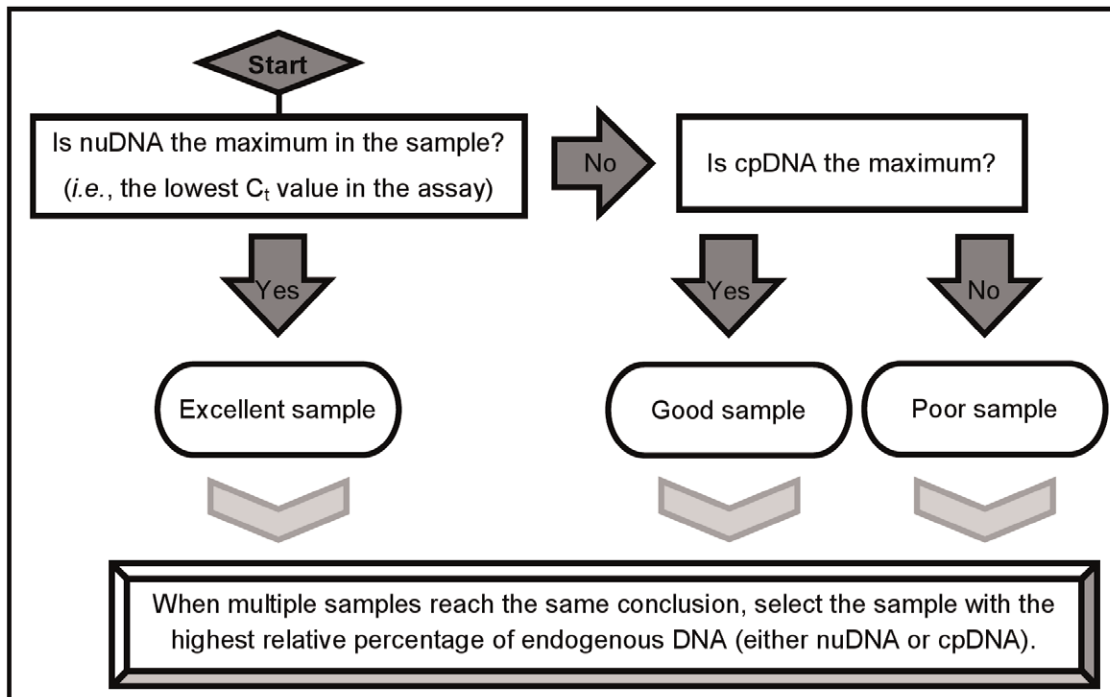 Start
Is nuDNA the maximum in the sample?
(i.e., the lowest Ct value in the assay)
No
Is cpDNA the maximum?
Yes
Yes
No
Excellent sample
Good sample
Poor sample
When multiple samples reach the same conclusion, select the sample with the
highest relative percentage of endogenous DNA (either nuDNA or cpDNA).